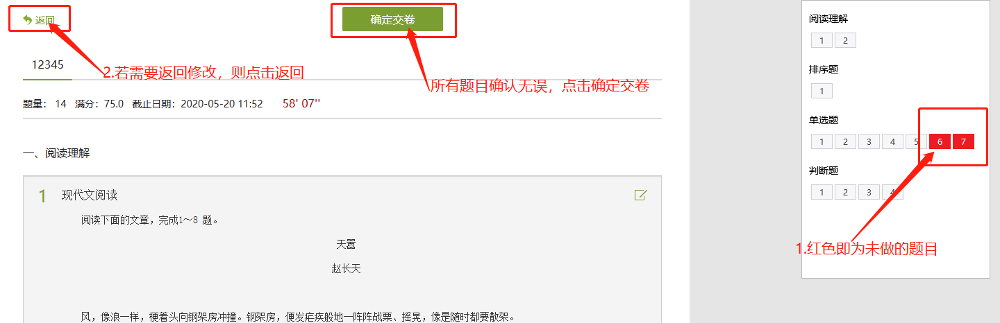 返回
确定交卷
12345
2.若需要返回修改，则点击返回
所有题目确认无误，点击确定交卷
题量： 14 满分：75.0 截止日期：2020-05-20 11:52 58' 07''
一、阅读理解
1 现代文阅读
阅读下面的文章，完成1～8 题。
天嚣
赵长天
风，像浪一样，梗着头向钢架房冲撞。钢架房，便发疟疾般地一阵阵战栗、摇晃，像是随时都要散架。
阅读理解
1 2
排序题
1
单选题
1 2 3 4 5 6 7
判断题
1 2 3 4
1.红色即为未做的题目